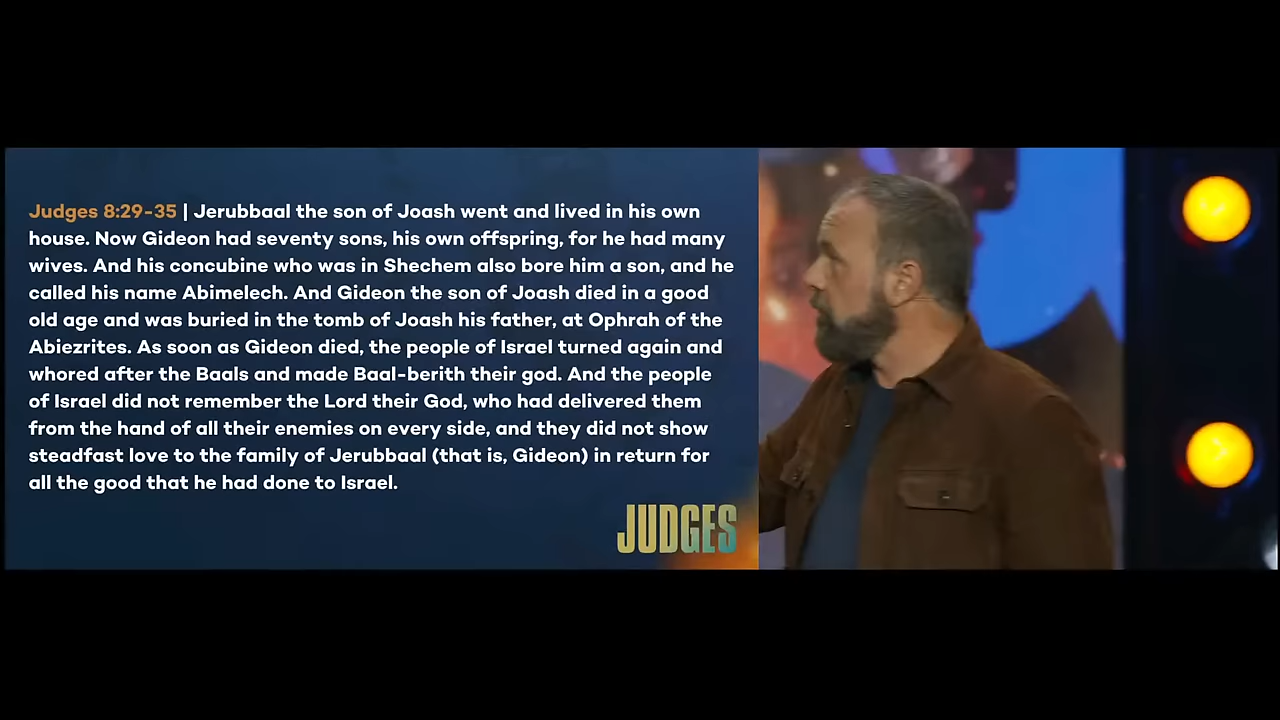 Judges 8:29-35 | Jerubbaal the son of Joash went and lived in his own
house. Now Gideon had seventy sons, his own offspring, for he had many
wives. And his concubine who was in Shechem also bore him a son, and he
called his name Abimelech. And Gideon the son of Joash died in a good
old age and was buried in the tomb of Joash his father, at Ophrah of the
Abiezrites. As soon as Gideon died, the people of Israel turned again and
whored after the Baals and made Baal-berith their god. And the people
of Israel did not remember the Lord their God, who had delivered them
from the hand of all their enemies on every side, and they did not show
steadfast love to the family of Jerubbaal (that is, Gideon) in return for
all the good that he had done to Israel.
JUDGES